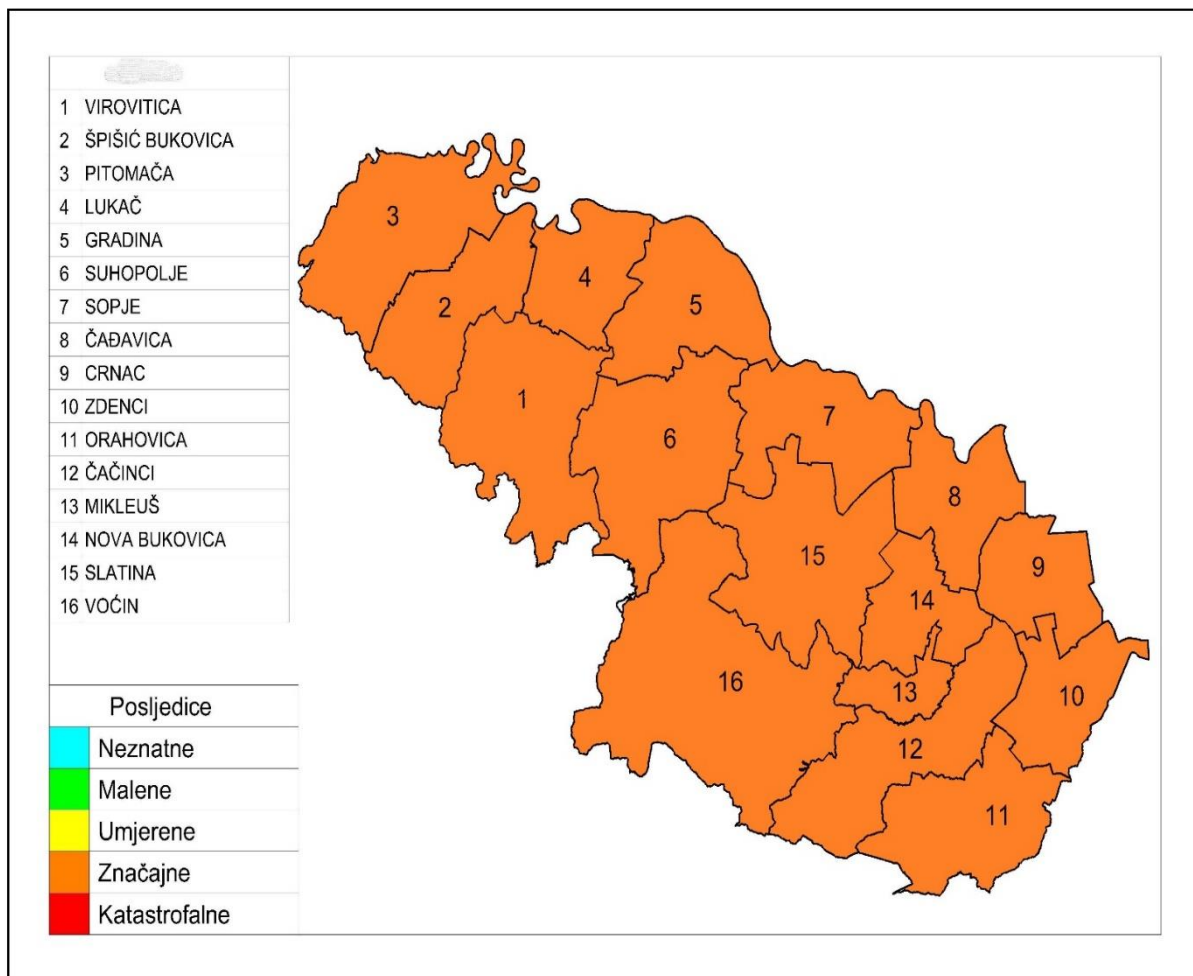 1 VIROVITICA
2 ŠPIŠIĆ BUKOVICA
3 PITOMAČA
4 LUKAČ
5 GRADINA
6 SUHOPOLJE
7 SOPJE
8 ČAĐAVICA
9 CRNAC
10 ZDENCI
11 ORAHOVICA
12 ČAČINCI
13 MIKLEUŠ
14 NOVA BUKOVICA
15 SLATINA
16 VOĆIN
Posljedice
Neznatne
Malene
Umjerene
Značajne
Katastrofalne
3
4
2
5
1
7
6
8
15
9
14
16
13
10
12
11